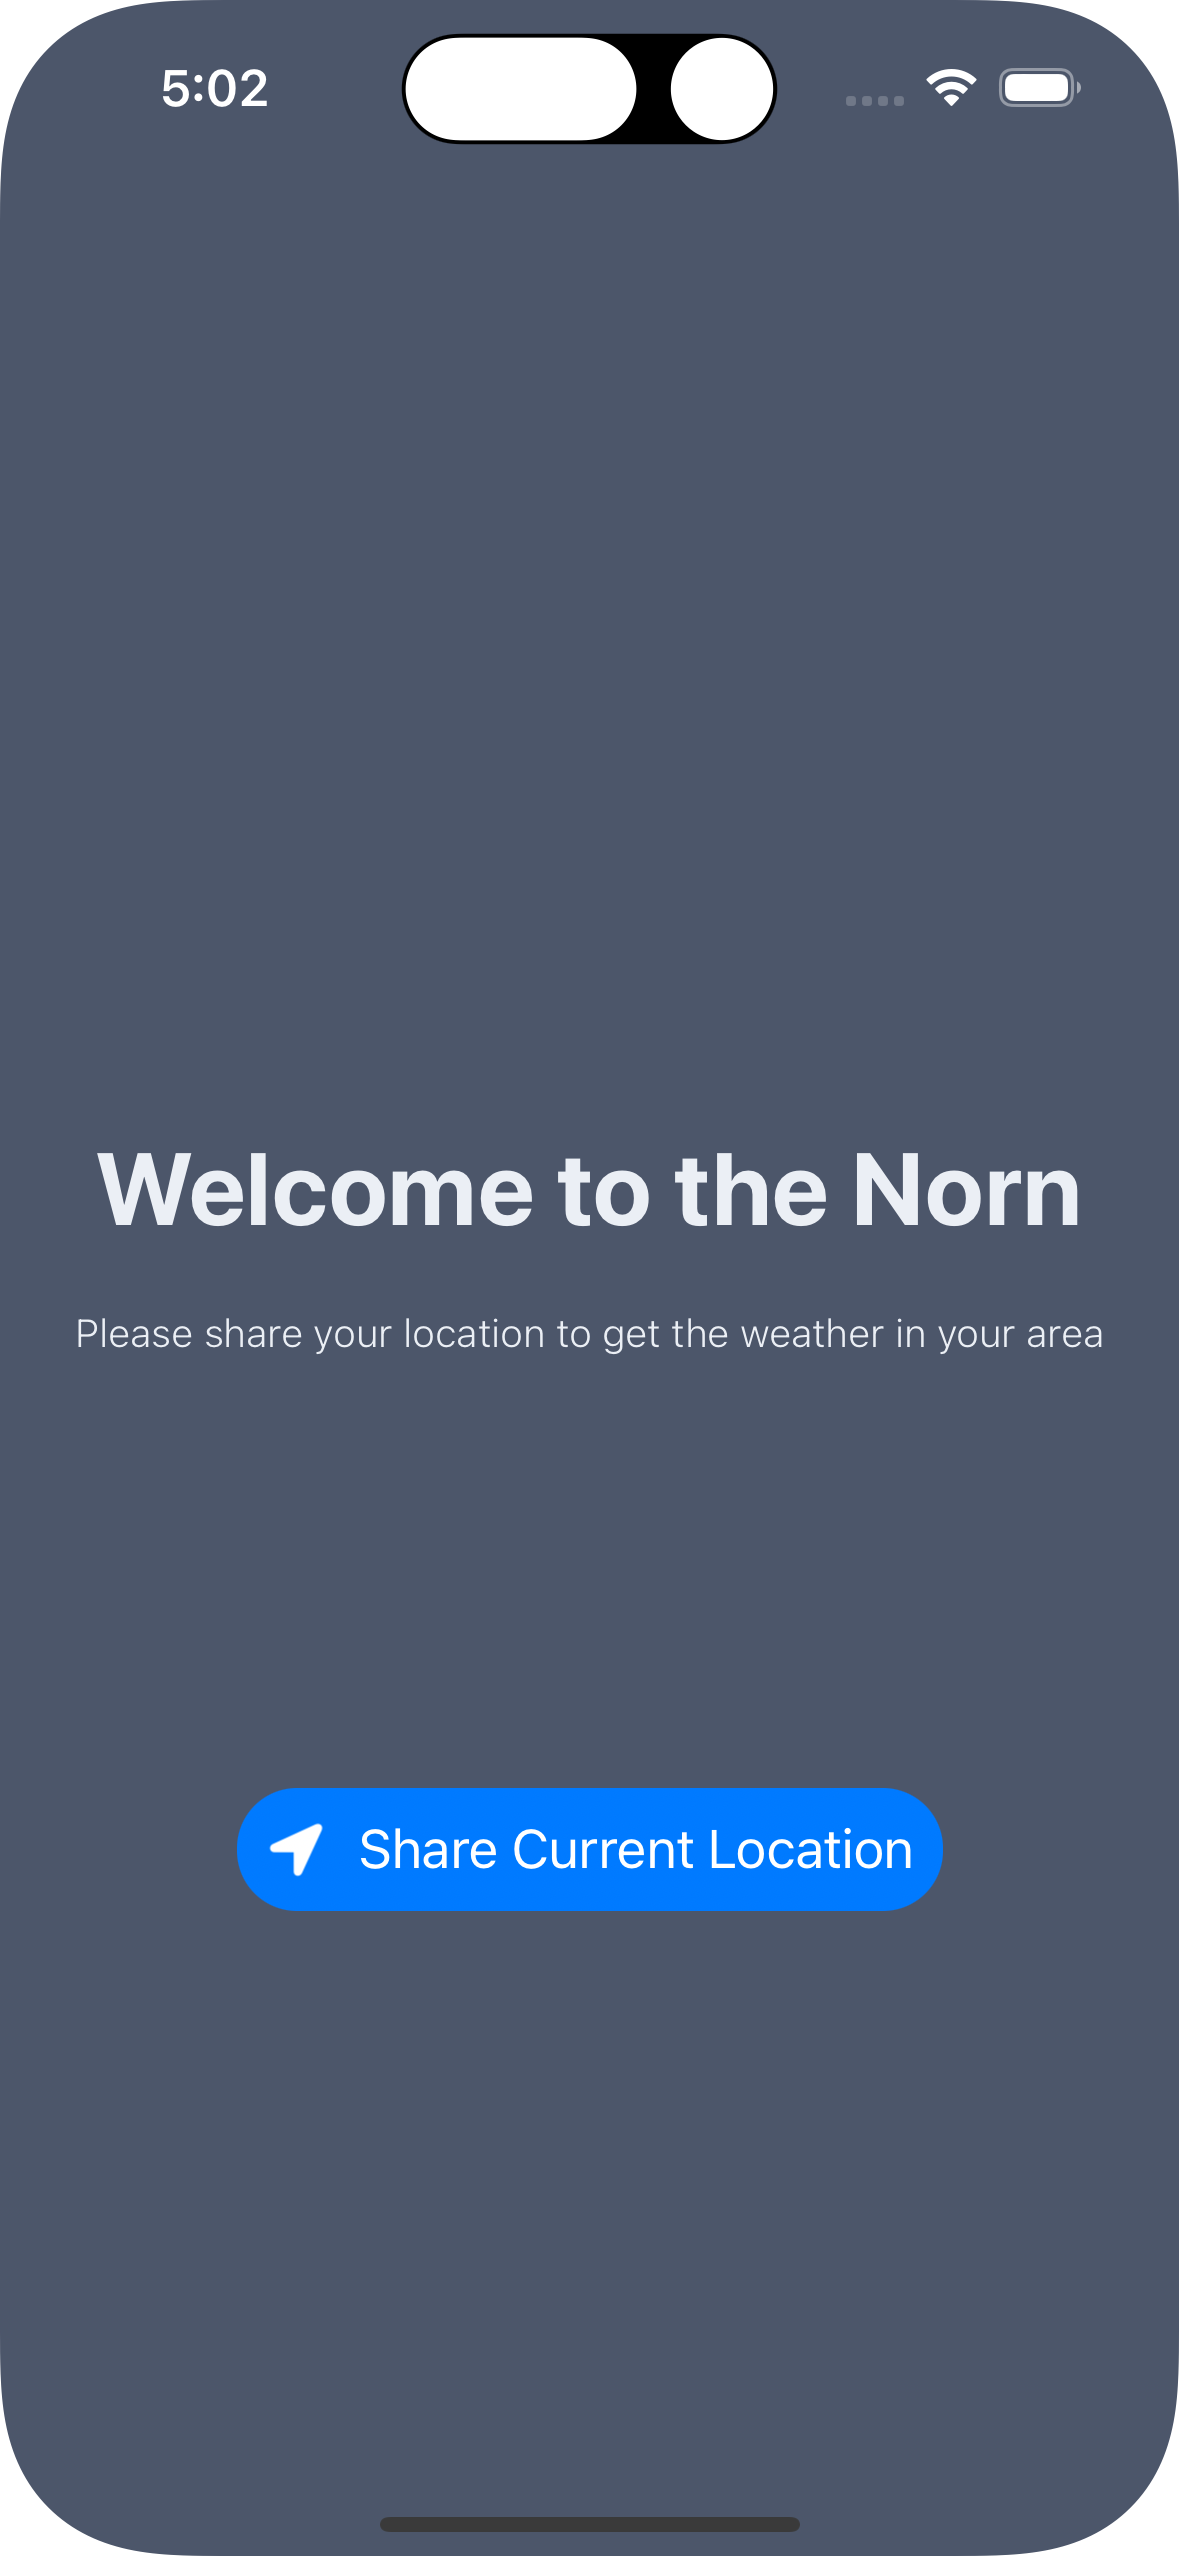 5:02
Welcome to the Norn
Please share your location to get the weather in your area
Share Current Location